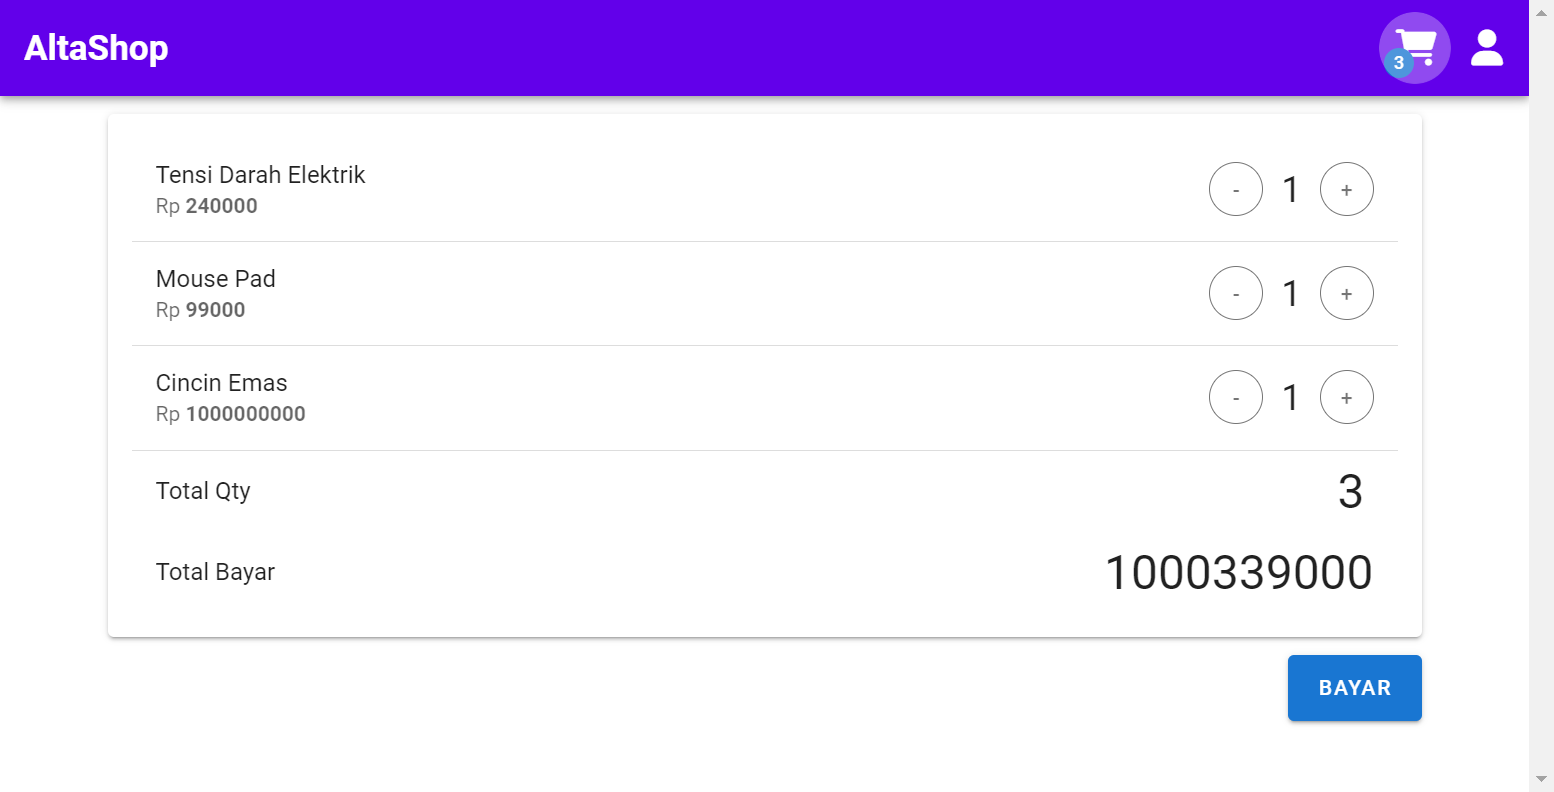 AltaShop
3
Tensi Darah Elektrik
Rp 240000
- 1 +
Mouse Pad
Rp 99000
- 1 +
Cincin Emas
Rp 1000000000
- 1 +
Total Qty 3
Total Bayar 1000339000
BAYAR